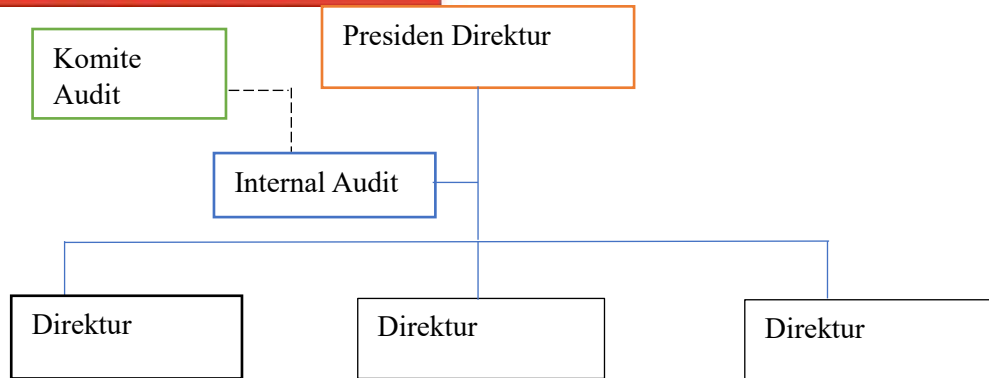 Presiden Direktur
Komite
Audit
Internal Audit
Direktur
Direktur
Direktur